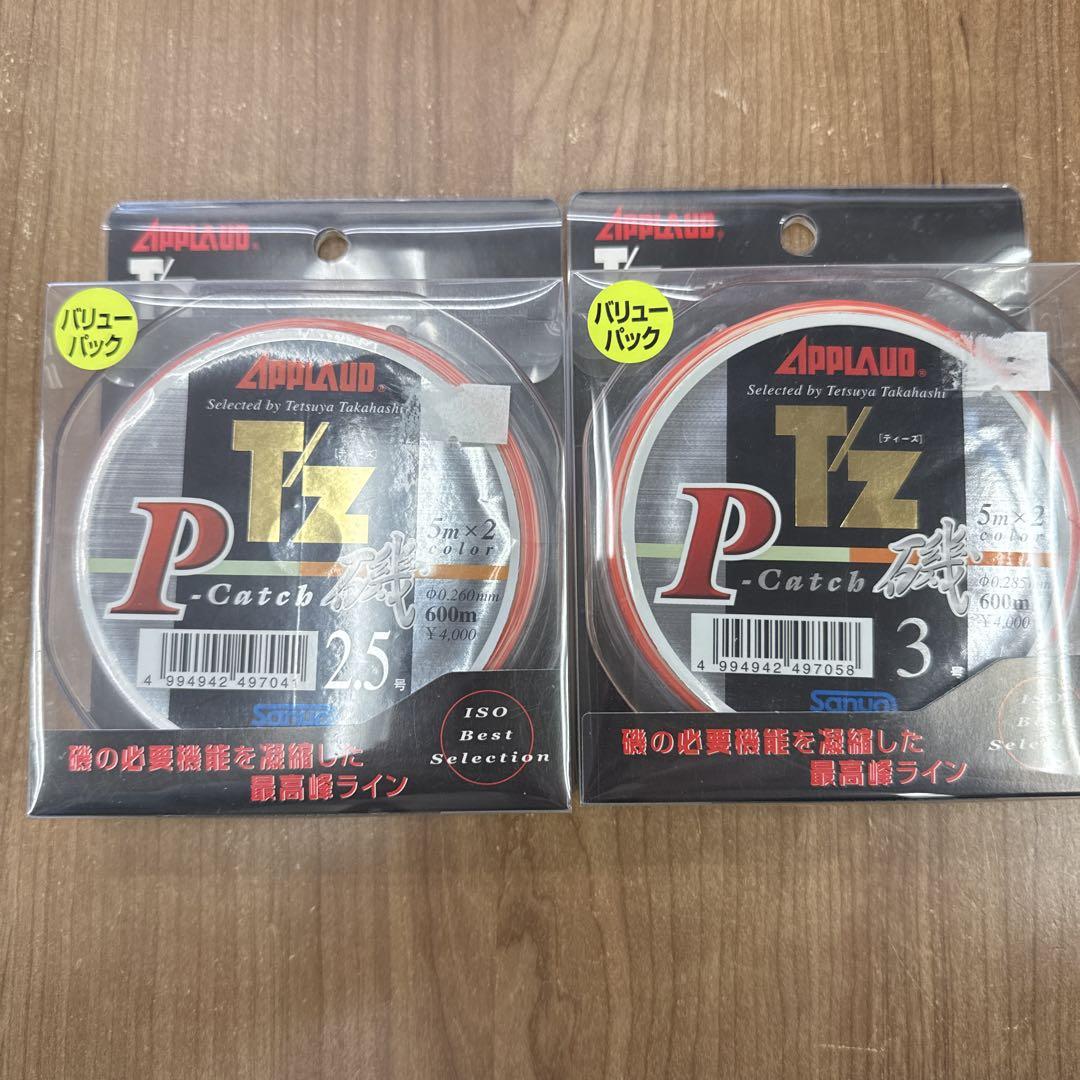 APPLAUD®
T/
バリュー
パック
APPLAUD®
Selected by Tetsuya Takahashi
T/Z
[ティーズ]
5m×2
color
P-Catch 磯
Φ0.260mm
600m
￥4,000
4 994942 497041
2.5号
Sanyo
ISO
Best
Selection
磯の必要機能を凝縮した
最高峰ライン
APPLAUD®
バリュー
パック
APPLAUD®
Selected by Tetsuya Takahashi
T/Z
[ティーズ]
5m×2
color
P-Catch 磯
Φ0.285mm
600m
￥4,000
4 994942 497058
3号
Sanyo
磯の必要機能を凝縮した
最高峰ライン